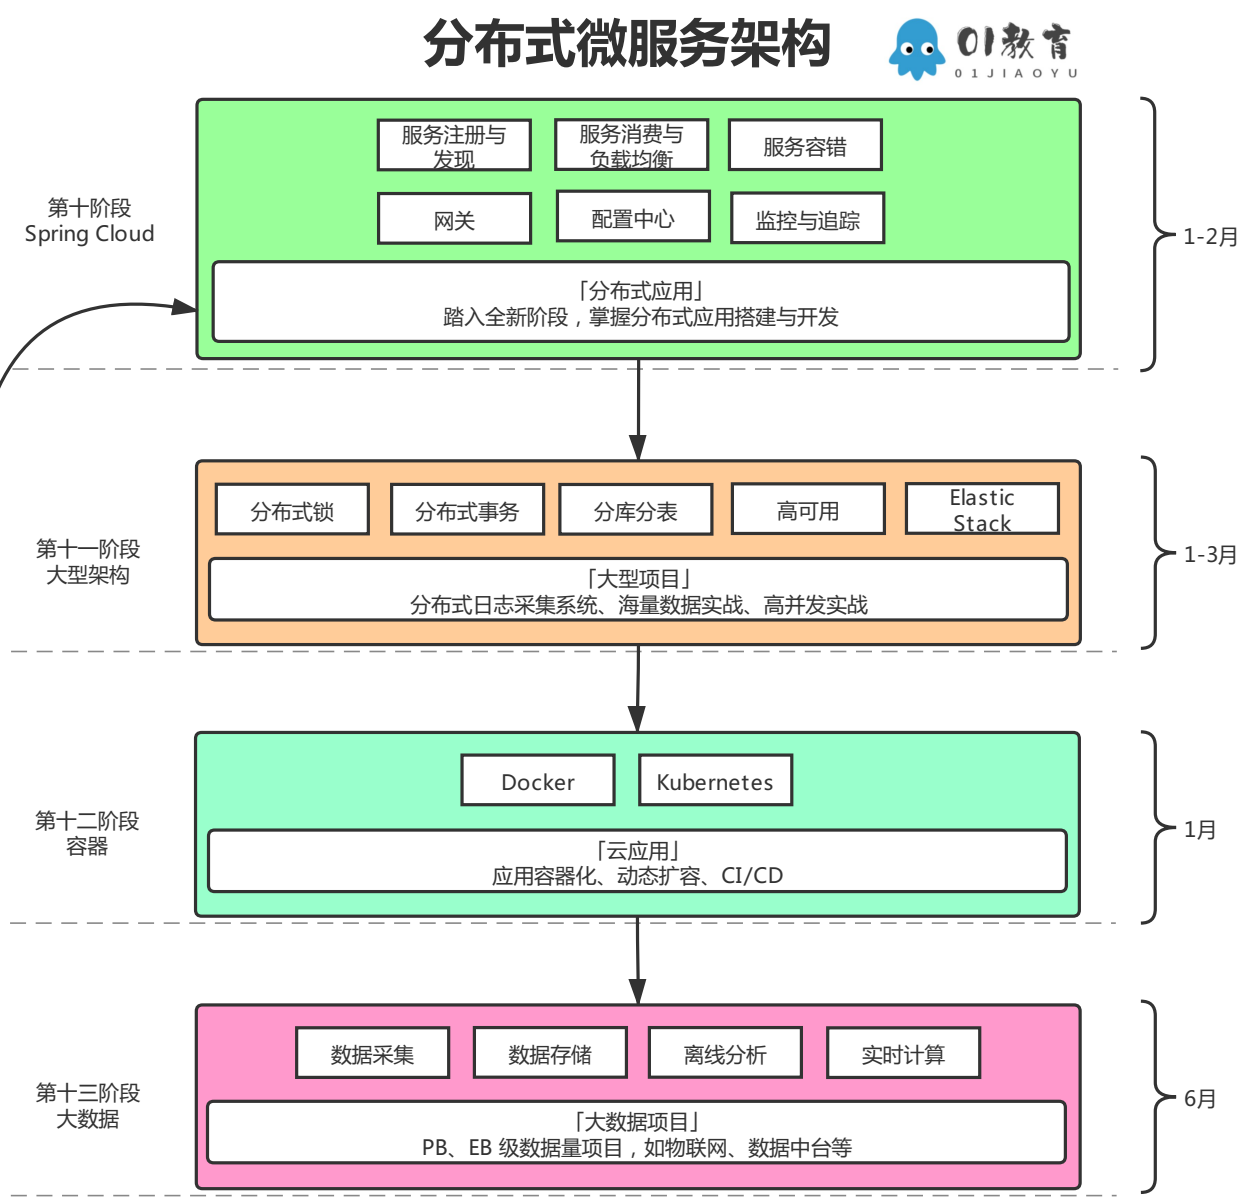 分布式微服务架构
01教育
01JIAOYU
第十阶段
Spring Cloud
服务注册与
发现
服务消费与
负载均衡
服务容错
网关
配置中心
监控与追踪
「分布式应用」
踏入全新阶段，掌握分布式应用搭建与开发
1-2月
第十一阶段
大型架构
分布式锁
分布式事务
分库分表
高可用
Elastic
Stack
「大型项目」
分布式日志采集系统、海量数据实战、高并发实战
1-3月
第十二阶段
容器
Docker
Kubernetes
「云应用」
应用容器化、动态扩容、CI/CD
1月
第十三阶段
大数据
数据采集
数据存储
离线分析
实时计算
「大数据项目」
PB、EB 级数据量项目，如物联网、数据中台等
6月